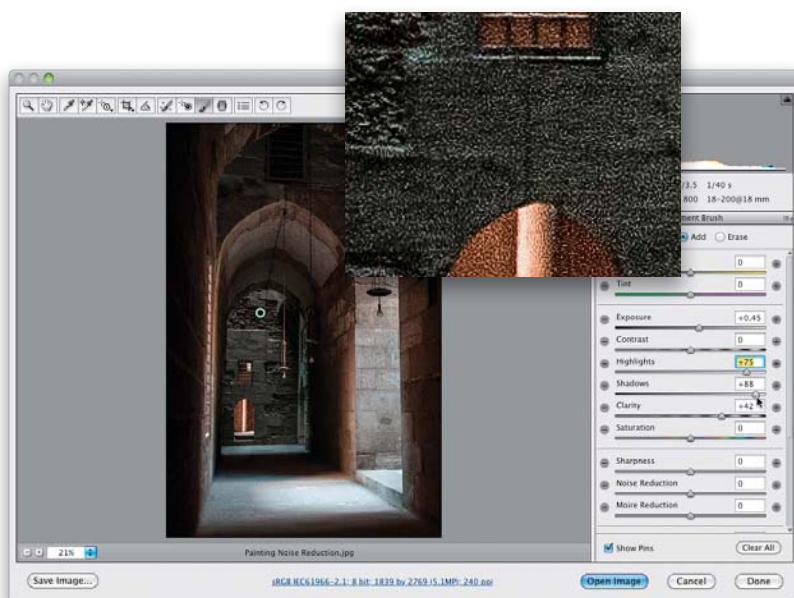 /3.5 1/40 s
800 18–200@18 mm
ment Brush
Add Erase
0
Tint 0
Exposure +0.45
Contrast 0
Highlights +75
Shadows +88
Clarity +42
Saturation 0
Sharpness 0
Noise Reduction 0
Moire Reduction 0
21% Painting Noise Reduction.jpg
Show Pins Clear All
Save Image... sRGB IEC61966-2.1; 8 bit; 1839 by 2769 (5.1MP); 240 ppi Open Image Cancel Done